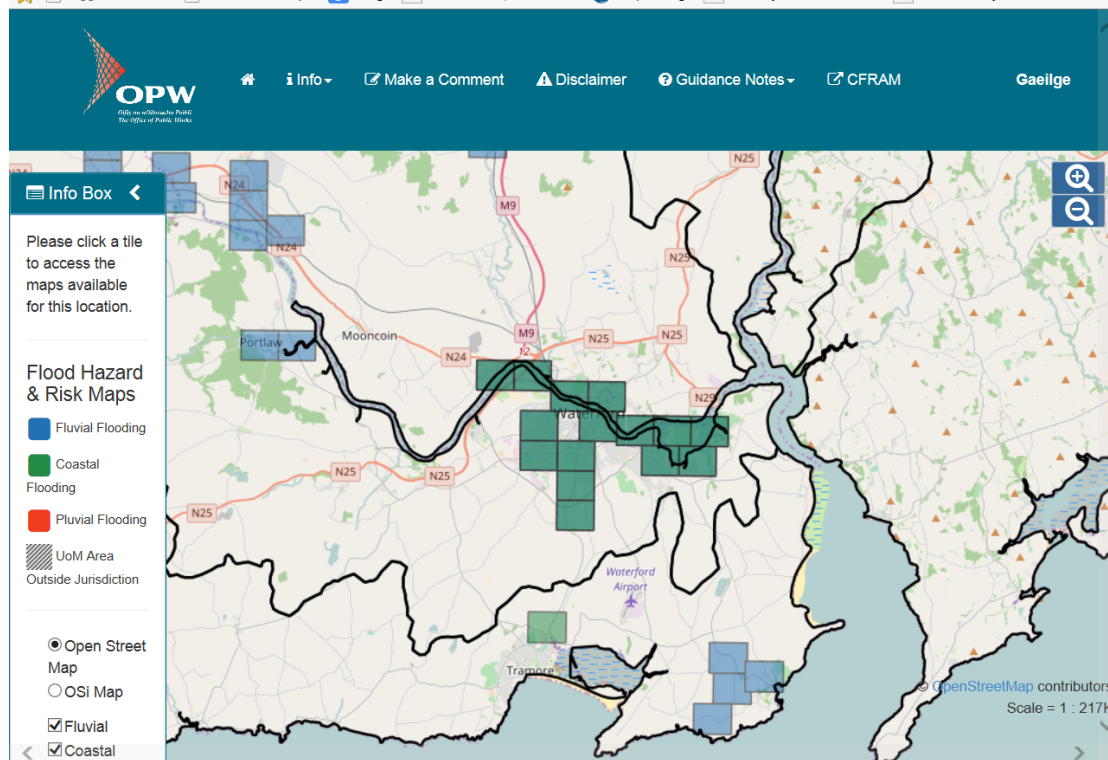 OPW
Oifig na nOibreacha Poiblí
The Office of Public Works
Info
Make a Comment
Disclaimer
Guidance Notes
CFRAM
Gaeilge
Info Box
Please click a tile
to access the
maps available
for this location.
Flood Hazard
& Risk Maps
Fluvial Flooding
Coastal
Flooding
Pluvial Flooding
UoM Area
Outside Jurisdiction
Open Street
Map
OSi Map
Fluvial
Coastal
N24
N24
M9
N25
N25
Portlaw
Mooncoin
N24
M9
12
N25
N25
N29
N25
N25
N25
Waterford
Airport
Tramore
© OpenStreetMap contributors
Scale = 1 : 217K